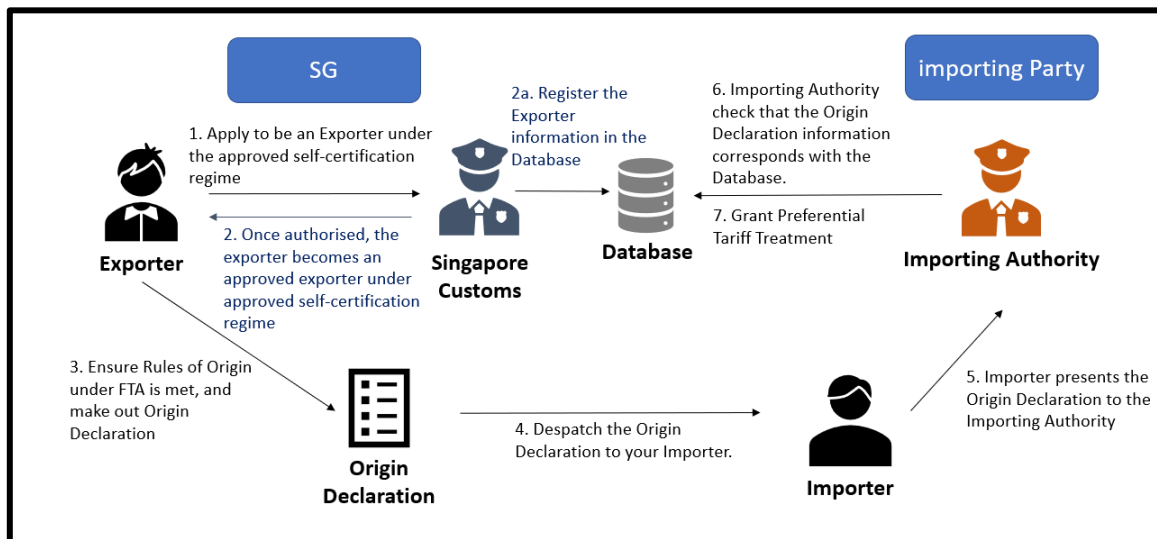 SG
importing Party
1. Apply to be an Exporter under
the approved self-certification
regime
2a. Register the
Exporter
information in the
Database
6. Importing Authority
check that the Origin
Declaration information
corresponds with the
Database.
2. Once authorised, the
exporter becomes an
approved exporter under
approved self-certification
regime
7. Grant Preferential
Tariff Treatment
Exporter
Singapore
Customs
Database
Importing Authority
3. Ensure Rules of Origin
under FTA is met, and
make out Origin
Declaration
4. Despatch the Origin
Declaration to your Importer.
5. Importer presents the
Origin Declaration to the
Importing Authority
Origin
Declaration
Importer